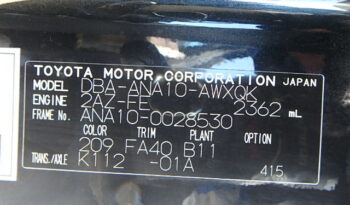 TOYOTA MOTOR CORPORATION JAPAN
MODEL DBA-ANA10-AWXQK
ENGINE 2AZ-FE 2362 mL
FRAME No. ANA10-0028530
COLOR TRIM PLANT OPTION
209 FA40 B11
TRANS./AXLE K112 -01A
415